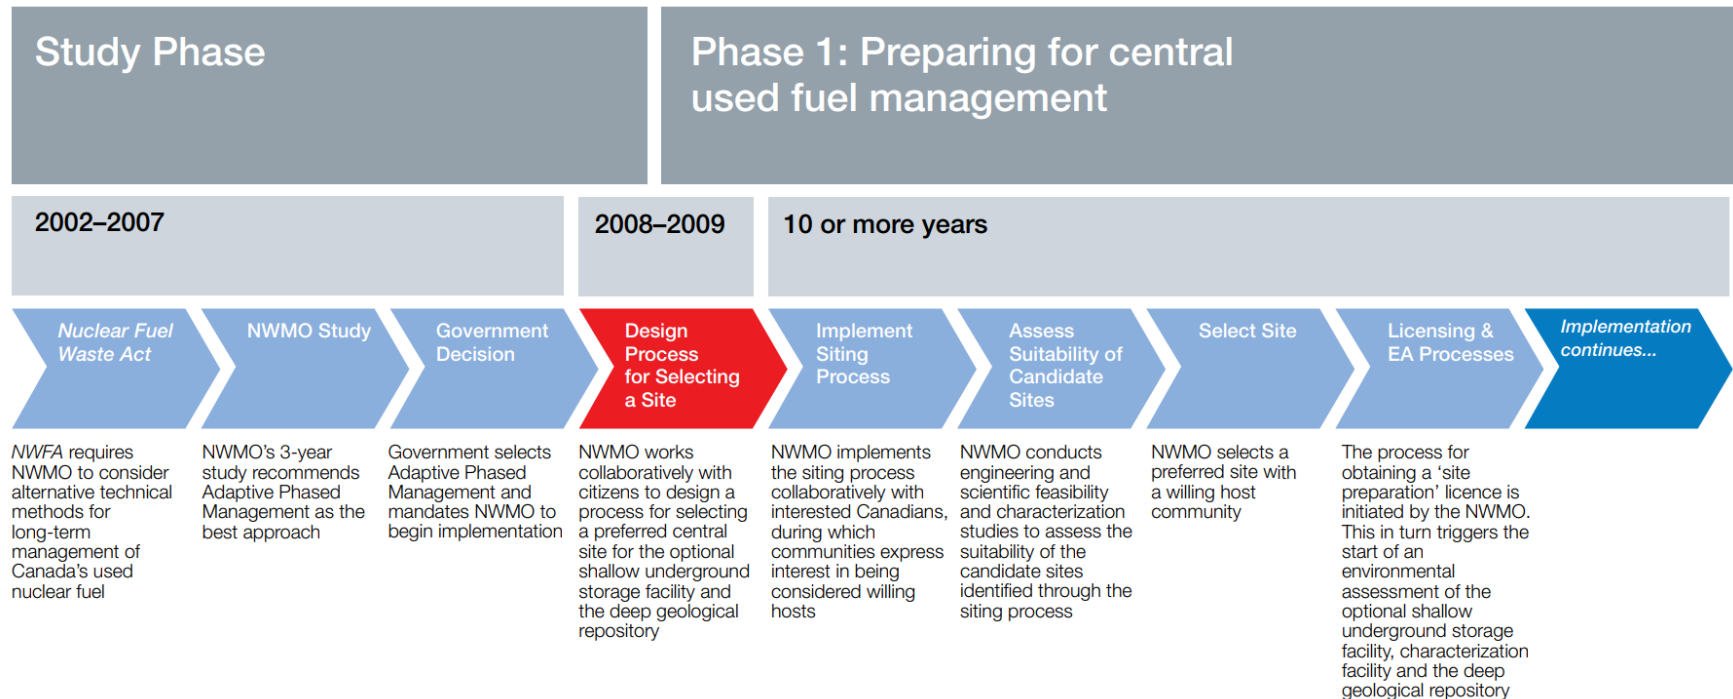 Study Phase
Phase 1: Preparing for central
used fuel management
2002–2007
2008–2009
10 or more years
Nuclear Fuel
Waste Act
NWMO Study
Government
Decision
Design
Process
for Selecting
a Site
Implement
Siting
Process
Assess
Suitability of
Candidate
Sites
Select Site
Licensing &
EA Processes
Implementation
continues...
NWFA requires
NWMO to consider
alternative technical
methods for
long-term
management of
Canada's used
nuclear fuel
NWMO's 3-year
study recommends
Adaptive Phased
Management as the
best approach
Government selects
Adaptive Phased
Management and
mandates NWMO to
begin implementation
NWMO works
collaboratively with
citizens to design a
process for selecting
a preferred central
site for the optional
shallow underground
storage facility and
the deep geological
repository
NWMO implements
the siting process
collaboratively with
interested Canadians,
during which
communities express
interest in being
considered willing
hosts
NWMO conducts
engineering and
scientific feasibility
and characterization
studies to assess the
suitability of the
candidate sites
identified through the
siting process
NWMO selects a
preferred site with
a willing host
community
The process for
obtaining a ‘site
preparation’ licence is
initiated by the NWMO.
This in turn triggers the
start of an
environmental
assessment of the
optional shallow
underground storage
facility, characterization
facility and the deep
geological repository